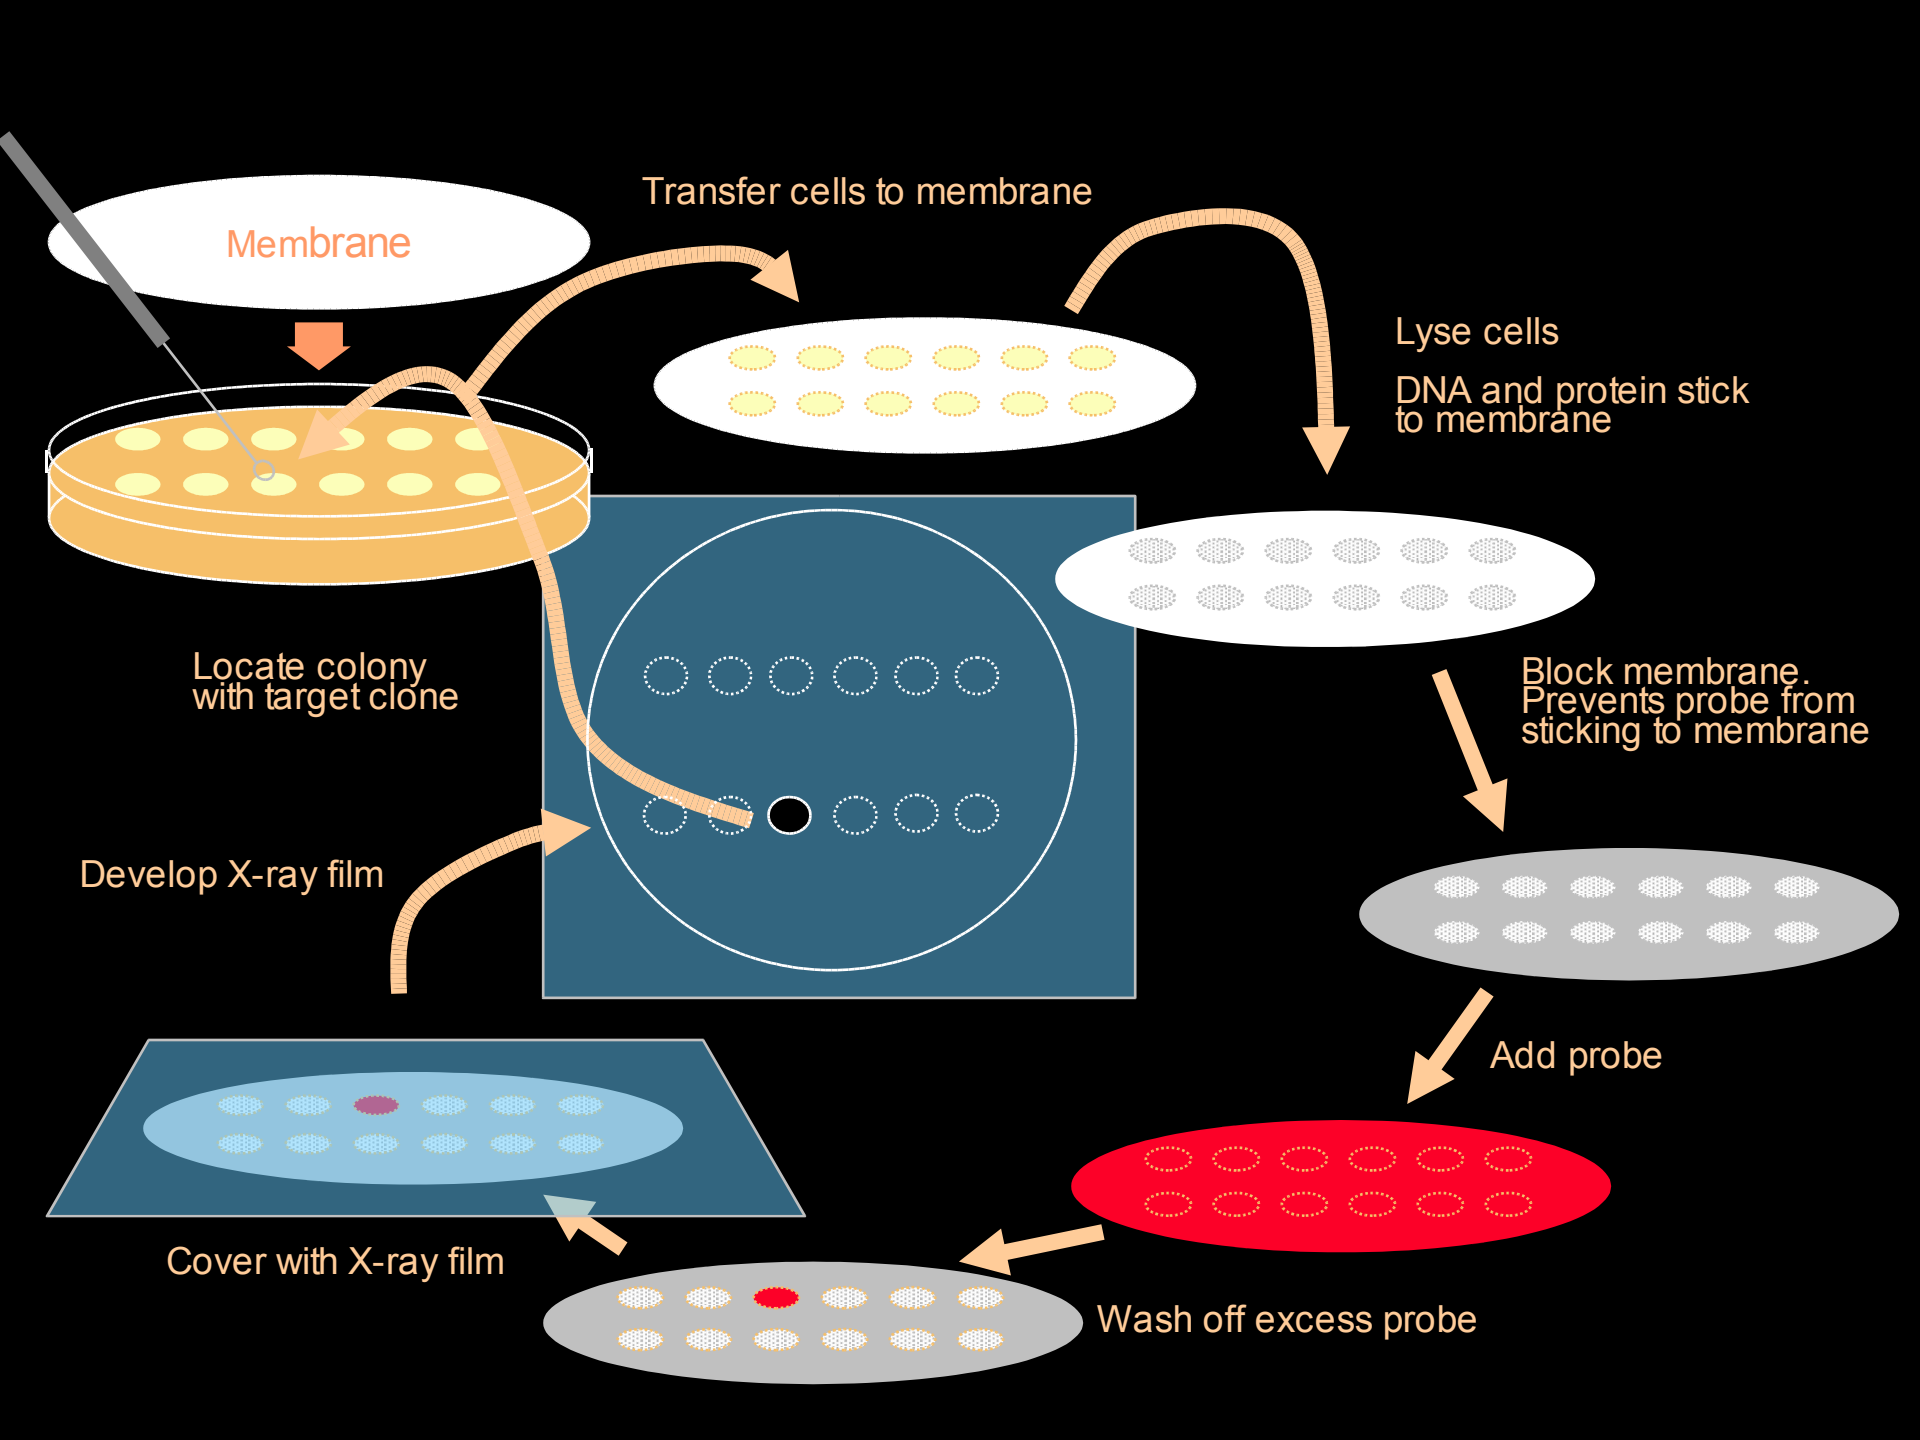 Membrane
Transfer cells to membrane
Lyse cells
DNA and protein stick
to membrane
Block membrane.
Prevents probe from
sticking to membrane
Add probe
Wash off excess probe
Cover with X-ray film
Develop X-ray film
Locate colony
with target clone